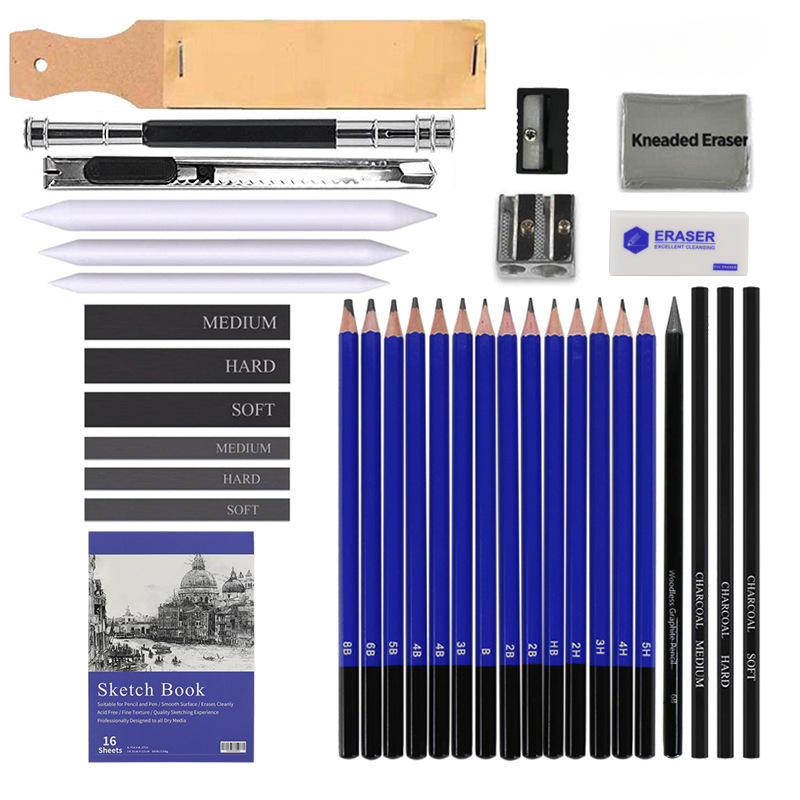 Kneaded Eraser
ERASER
EXCELLENT CLEANSING
PVC ERASER
MEDIUM
HARD
SOFT
MEDIUM
HARD
SOFT
8B
6B
5B
4B
4B
3B
B
2B
2B
HB
2H
3H
4H
5H
Woodless Graphite Pencil
CHARCOAL MEDIUM
CHARCOAL HARD
CHARCOAL SOFT
Sketch Book
Suitable for Pencil and Pen / Smooth Surface / Erases Cleanly
Acid Free / Fine Texture / Quality Sketching Experience
Professionally Designed to all Dry Media
16
Sheets